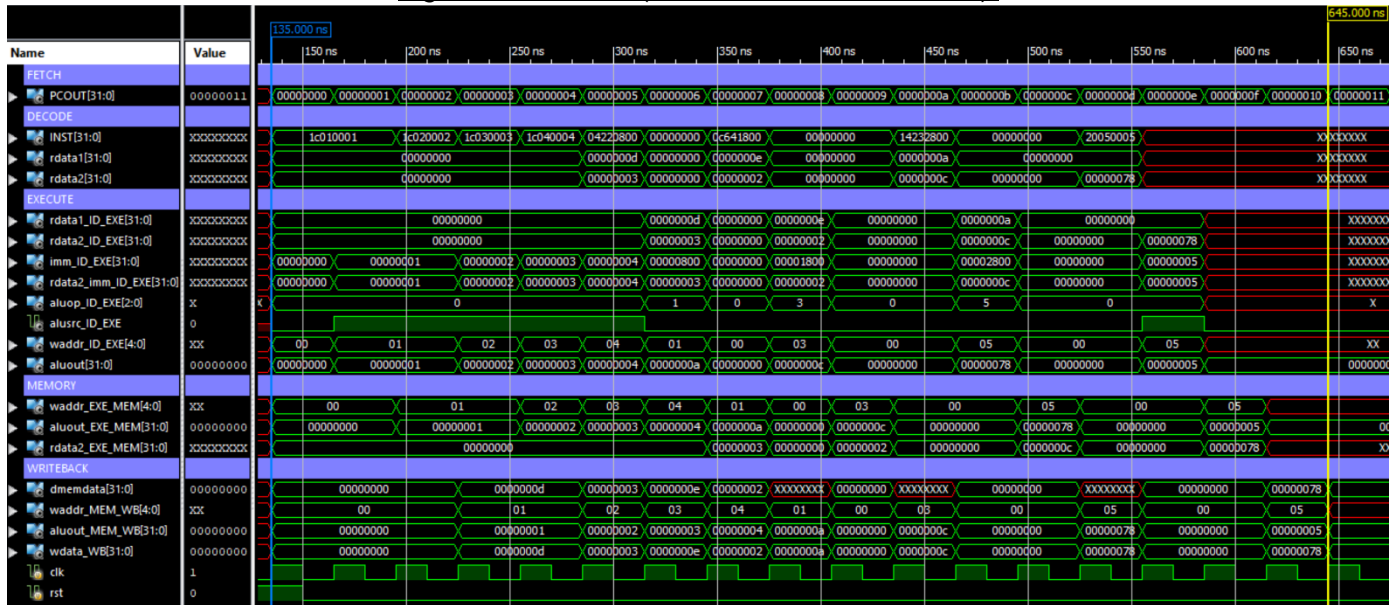 135.000 ns 645.000 ns
Name Value 150 ns 200 ns 250 ns 300 ns 350 ns 400 ns 450 ns 500 ns 550 ns 600 ns 650 ns
FETCH
PCOUT[31:0] 00000011 00000000 00000001 00000002 00000003 00000004 00000005 00000006 00000007 00000008 00000009 0000000a 0000000b 0000000c 0000000d 0000000e 0000000f 00000010 00000011
DECODE
INST[31:0] XXXXXXXX 1c010001 1c020002 1c030003 1c040004 04220800 00000000 0c641800 00000000 14232800 00000000 20050005 XXXXXXXX
rdata1[31:0] XXXXXXXX 00000000 0000000d 00000000 0000000e 00000000 0000000a 00000000 XXXXXXXX
rdata2[31:0] XXXXXXXX 00000000 00000003 00000000 00000002 00000000 0000000c 00000000 00000078 XXXXXXXX
EXECUTE
rdata1_ID_EXE[31:0] XXXXXXXX 00000000 0000000d 00000000 0000000e 00000000 0000000a 00000000 XXXXXXX
rdata2_ID_EXE[31:0] XXXXXXXX 00000000 00000003 00000000 00000002 00000000 0000000c 00000000 00000078 XXXXXXX
imm_ID_EXE[31:0] XXXXXXXX 00000000 00000001 00000002 00000003 00000004 00000800 00000000 00001800 00000000 00002800 00000000 00000005 XXXXXXX
rdata2_imm_ID_EXE[31:0] XXXXXXXX 00000000 00000001 00000002 00000003 00000004 00000003 00000000 00000002 00000000 0000000c 00000000 00000005 XXXXXXX
aluop_ID_EXE[2:0] X X 0 1 0 3 0 5 0 X
alusrc_ID_EXE 0
waddr_ID_EXE[4:0] XX 00 01 02 03 04 01 00 03 00 05 00 05 XX
aluout[31:0] 00000000 00000000 00000001 00000002 00000003 00000004 0000000a 00000000 0000000c 00000000 00000078 00000000 00000005 0000000
MEMORY
waddr_EXE_MEM[4:0] XX 00 01 02 03 04 01 00 03 00 05 00 05
aluout_EXE_MEM[31:0] 00000000 00000000 00000001 00000002 00000003 00000004 0000000a 00000000 0000000c 00000000 00000078 00000000 00000005 00
rdata2_EXE_MEM[31:0] XXXXXXXX 00000000 00000003 00000000 00000002 00000000 0000000c 00000000 00000078 XX
WRITEBACK
dmemdata[31:0] 00000000 00000000 0000000d 00000003 0000000e 00000002 XXXXXXXX 00000000 XXXXXXXX 00000000 XXXXXXXX 00000000 00000078
waddr_MEM_WB[4:0] XX 00 01 02 03 04 01 00 03 00 05 00 05
aluout_MEM_WB[31:0] 00000000 00000000 00000001 00000002 00000003 00000004 0000000a 00000000 0000000c 00000000 00000078 00000000 00000005
wdata_WB[31:0] 00000000 00000000 0000000d 00000003 0000000e 00000002 0000000a 00000000 0000000c 00000000 00000078 00000000 00000078
clk 1
rst 0